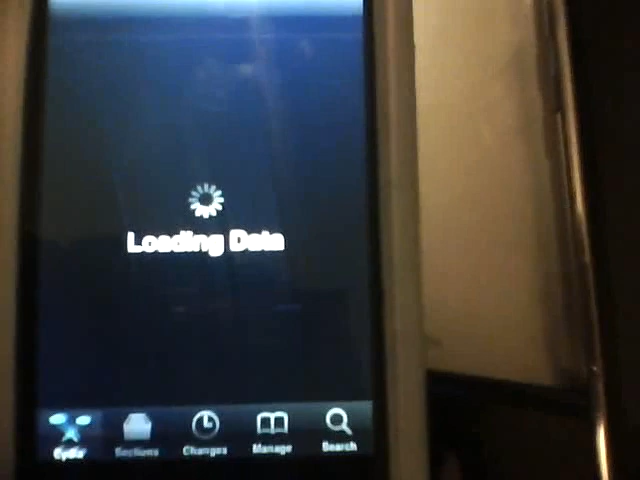 Loading Data
Cydia
Sections
Changes
Manage
Search